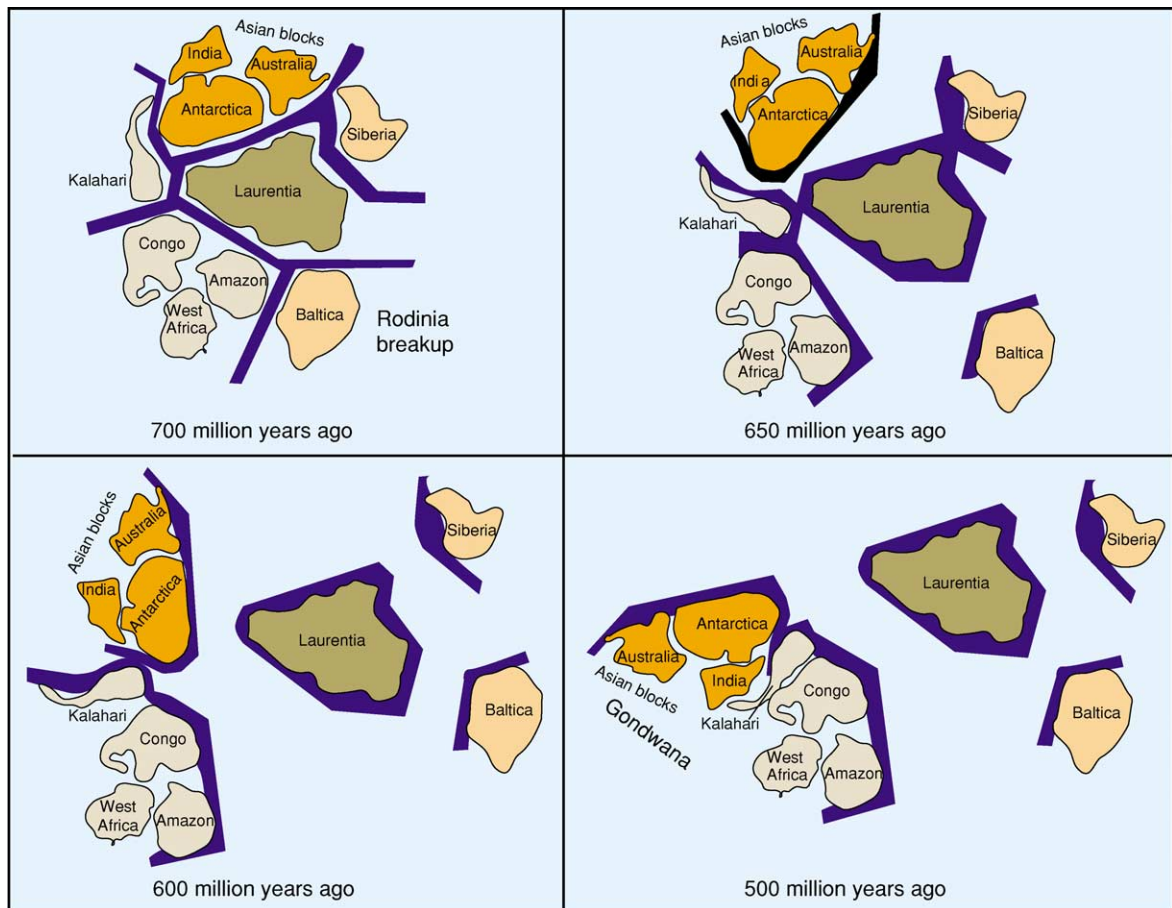 Asian blocks
India
Australia
Antarctica
Siberia
Kalahari
Laurentia
Congo
Amazon
West
Africa
Baltica
Rodinia
breakup
700 million years ago
Asian blocks
India
Australia
Antarctica
Siberia
Kalahari
Laurentia
Congo
West
Africa
Amazon
Baltica
650 million years ago
Asian blocks
Australia
India
Antarctica
Siberia
Laurentia
Kalahari
Congo
Baltica
West
Africa
Amazon
600 million years ago
Siberia
Laurentia
Antarctica
Australia
India
Asian blocks
Kalahari
Congo
Gondwana
Baltica
West
Africa
Amazon
500 million years ago